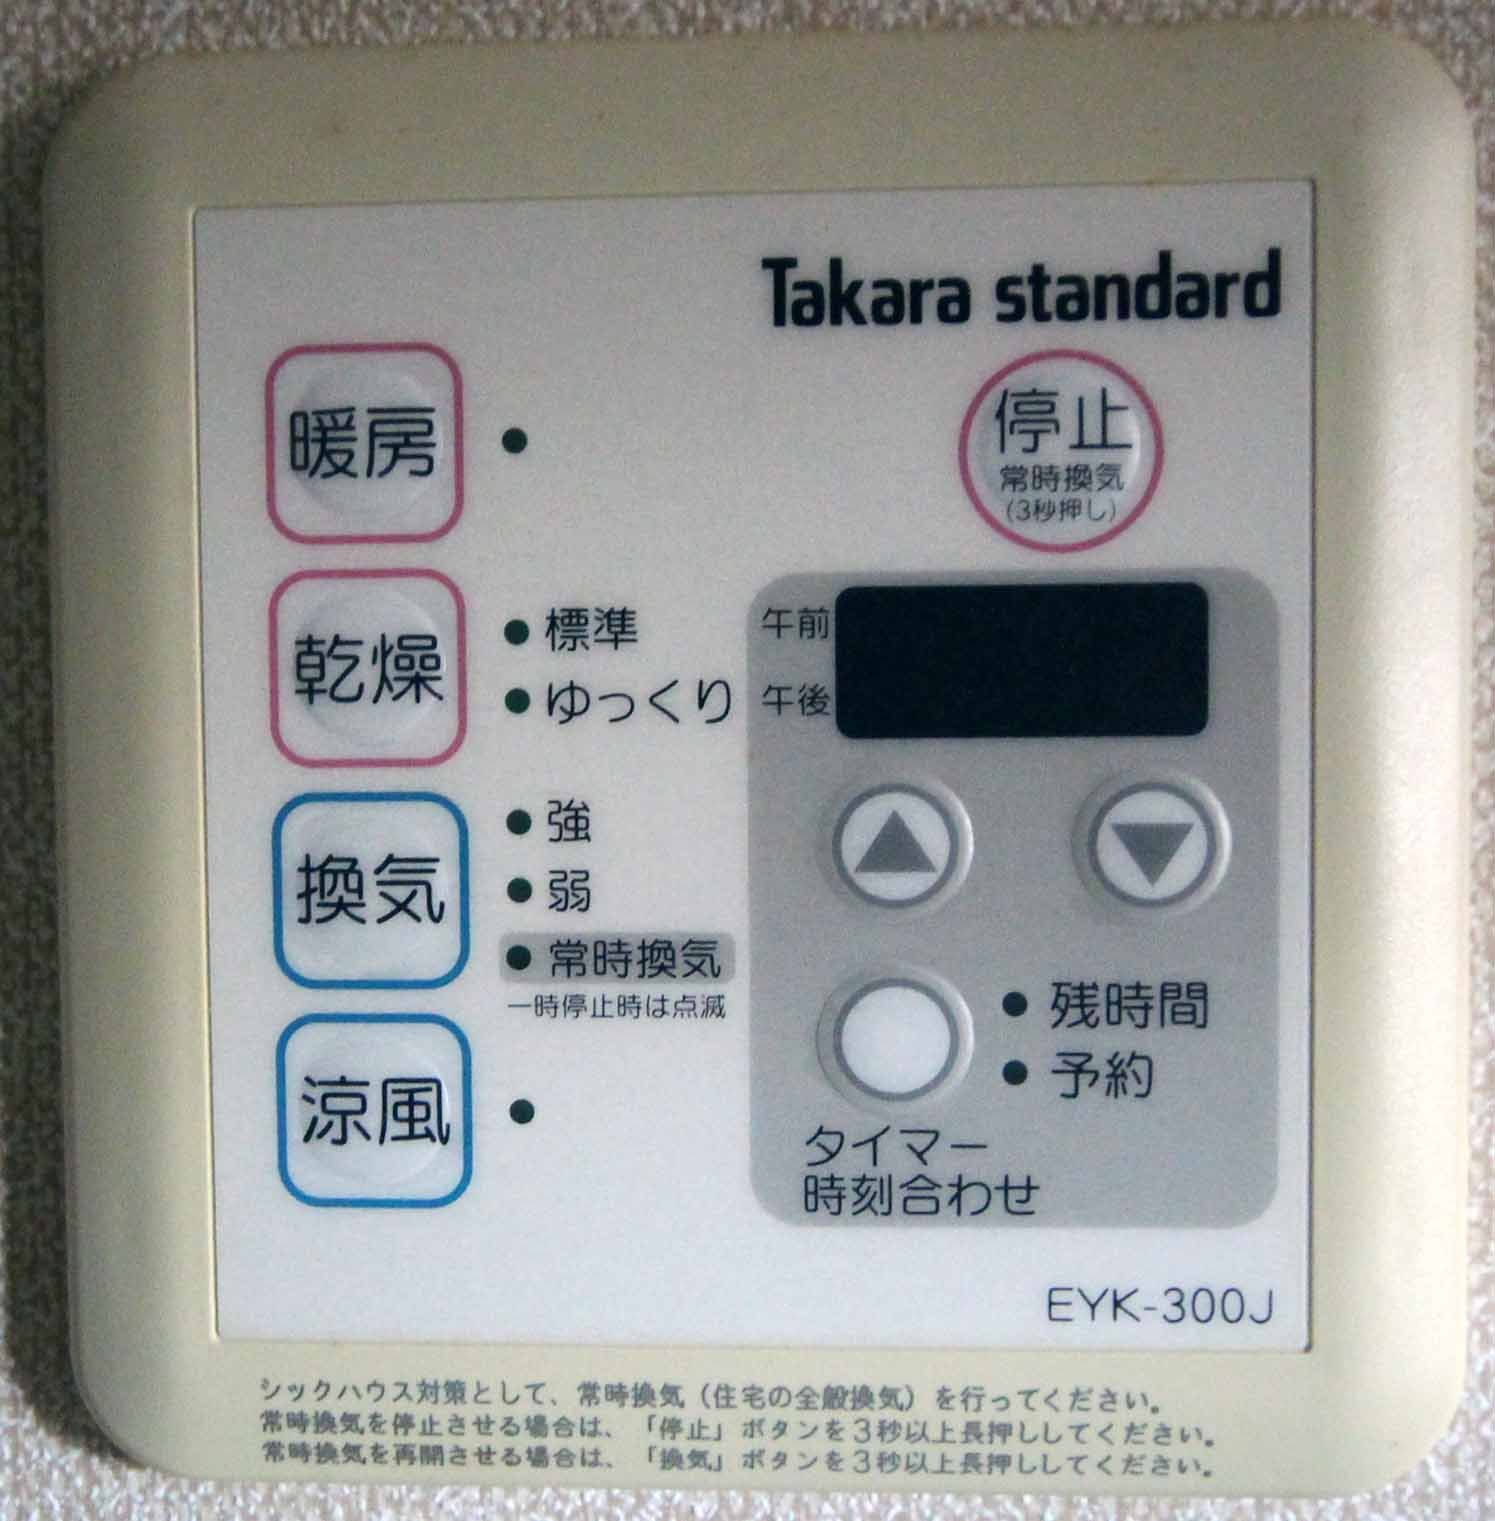 Takara standard
暖房
停止
常時換気
(3秒押し)
乾燥
標準
ゆっくり
午前
午後
換気
強
弱
常時換気
一時停止時は点滅
涼風
残時間
予約
タイマー
時刻合わせ
EYK-300J
シックハウス対策として、常時換気（住宅の全般換気）を行ってください。
常時換気を停止させる場合は、「停止」ボタンを3秒以上長押ししてください。
常時換気を再開させる場合は、「換気」ボタンを3秒以上長押ししてください。